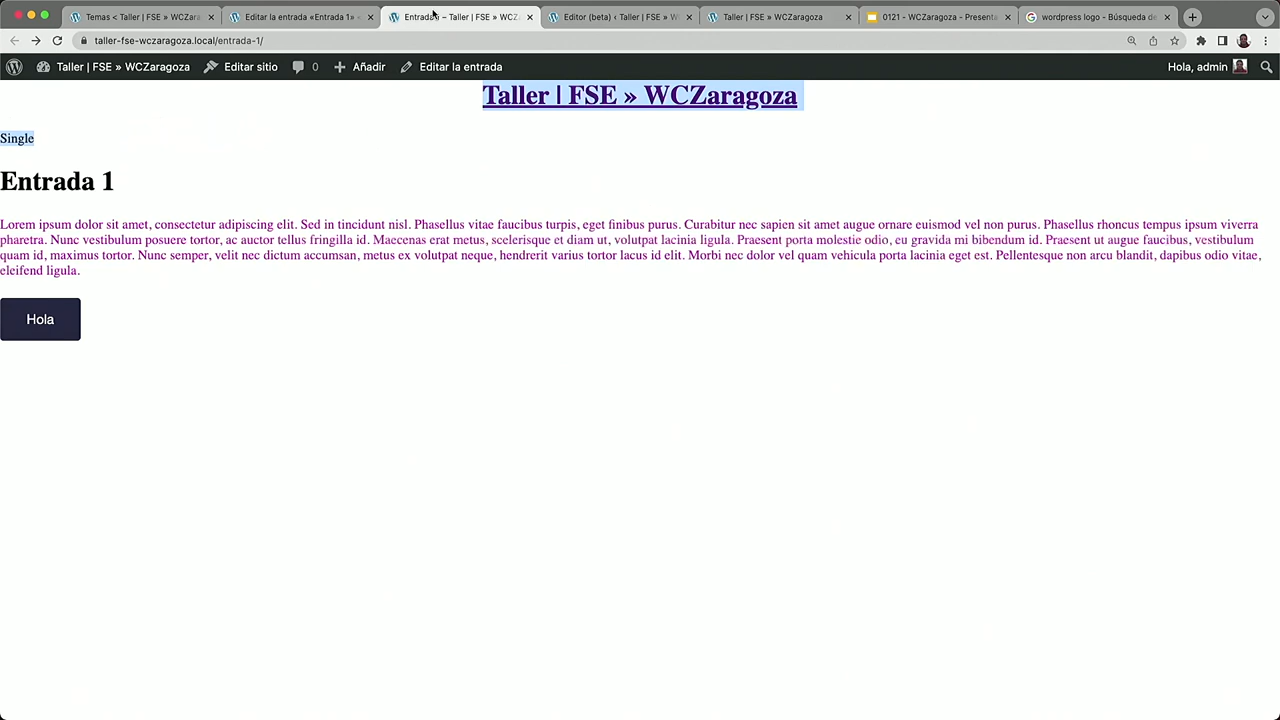 Temas < Taller | FSE » WCZara
Editar la entrada «Entrada 1» <
Entrada – Taller | FSE » WCZ
Editor (beta) ‹ Taller | FSE » W
Taller | FSE » WCZaragoza
0121 - WCZaragoza - Presenta
wordpress logo - Búsqueda de
taller-fse-wczaragoza.local/entrada-1/
Taller | FSE » WCZaragoza
Editar sitio
0
Añadir
Editar la entrada
Hola, admin
Taller | FSE » WCZaragoza
Single
Entrada 1
Lorem ipsum dolor sit amet, consectetur adipiscing elit. Sed in tincidunt nisl. Phasellus vitae faucibus turpis, eget finibus purus. Curabitur nec sapien sit amet augue ornare euismod vel non purus. Phasellus rhoncus tempus ipsum viverra
pharetra. Nunc vestibulum posuere tortor, ac auctor tellus fringilla id. Maecenas erat metus, scelerisque et diam ut, volutpat lacinia ligula. Praesent porta molestie odio, eu gravida mi bibendum id. Praesent ut augue faucibus, vestibulum
quam id, maximus tortor. Nunc semper, velit nec dictum accumsan, metus ex volutpat neque, hendrerit varius tortor lacus id elit. Morbi nec dolor vel quam vehicula porta lacinia eget est. Pellentesque non arcu blandit, dapibus odio vitae,
eleifend ligula.
Hola